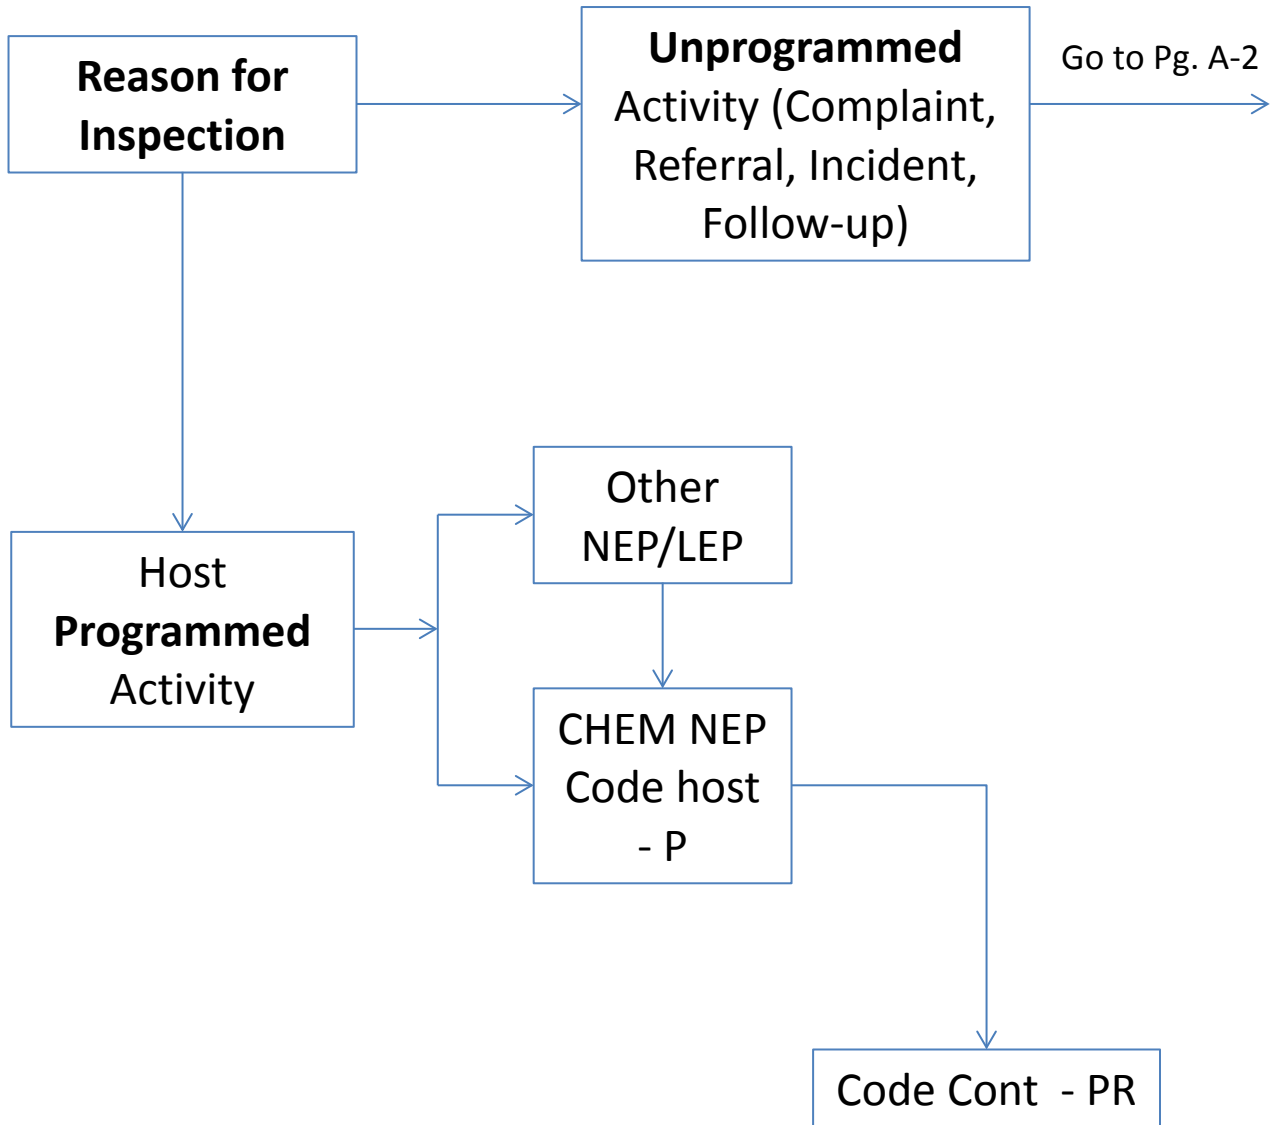 Reason for
Inspection
Unprogrammed
Activity (Complaint,
Referral, Incident,
Follow-up)
Go to Pg. A-2
Host
Programmed
Activity
Other
NEP/LEP
CHEM NEP
Code host
- P
Code Cont - PR